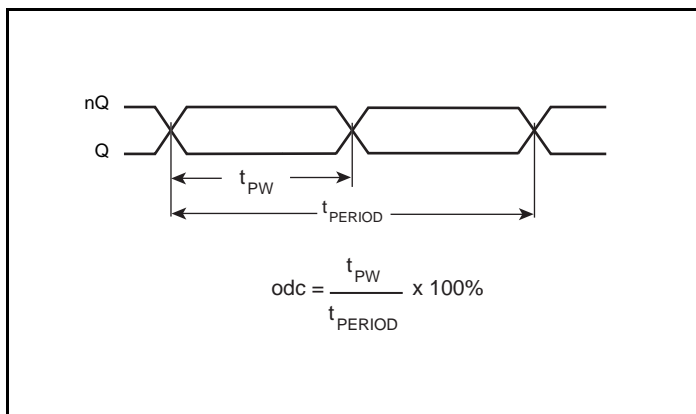 nQ
Q
tPW
tPERIOD
odc = tPW / tPERIOD x 100%